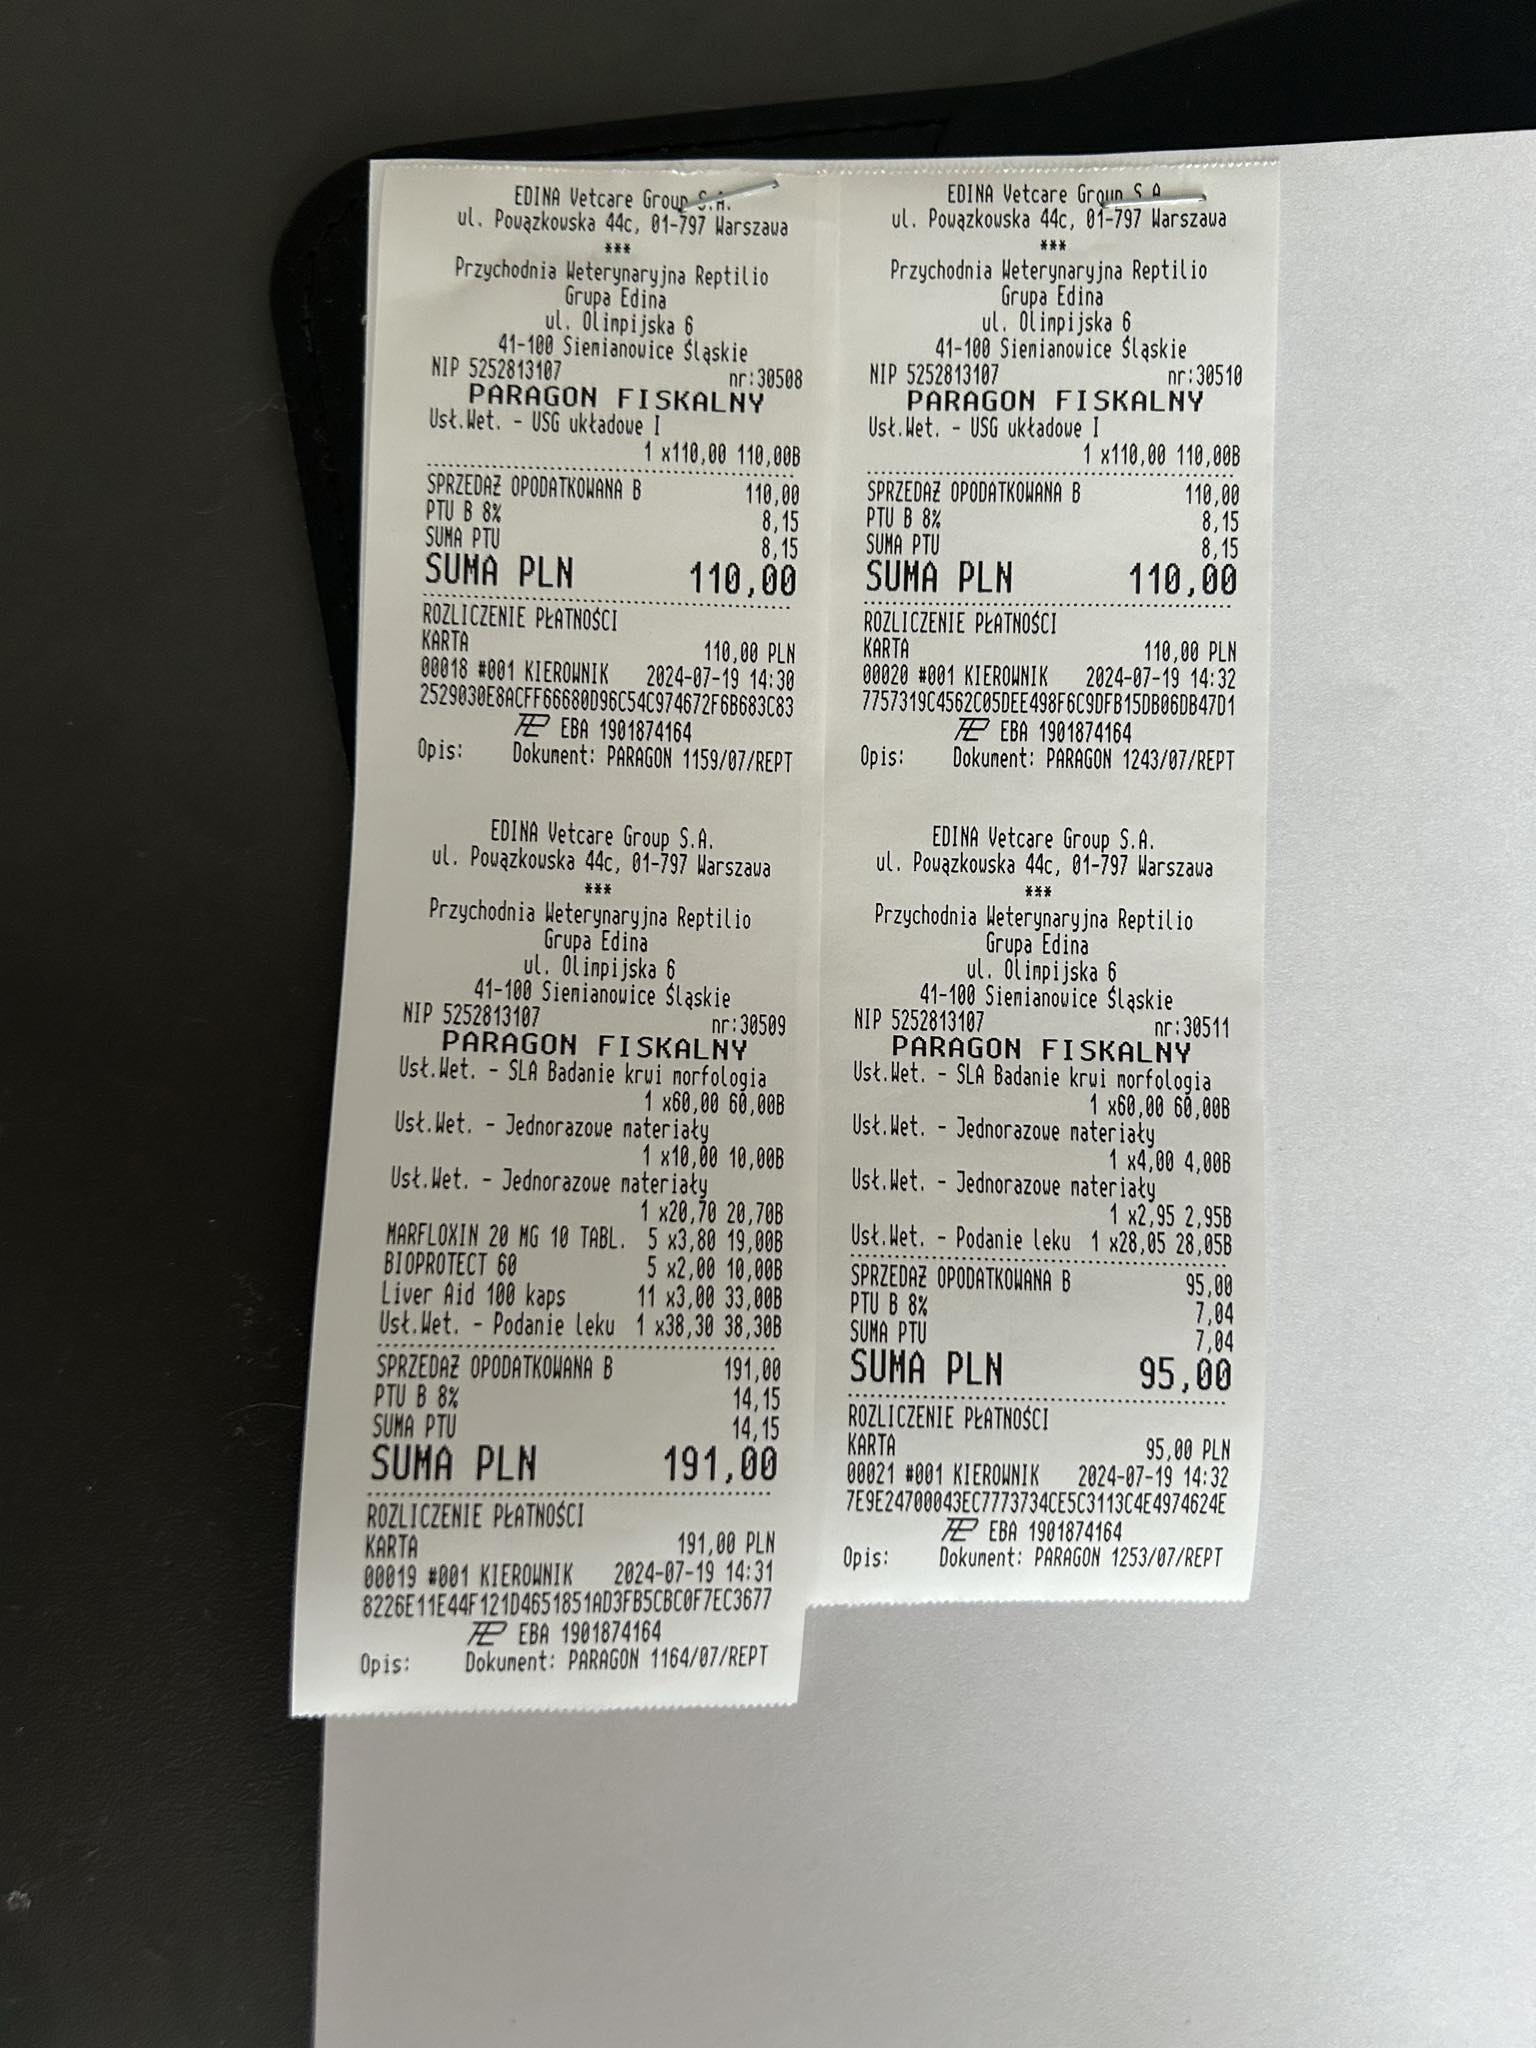 EDINA Vetcare Group S.A.
ul. Powązkowska 44c, 01-797 Warszawa
***
Przychodnia Weterynaryjna Reptilio
Grupa Edina
ul. Olimpijska 6
41-100 Siemianowice Śląskie
NIP 5252813107 nr:30508
PARAGON FISKALNY
Usł.Wet. - USG układowe I
1 x110,00 110,00B
SPRZEDAŻ OPODATKOWANA B 110,00
PTU B 8% 8,15
SUMA PTU 8,15
SUMA PLN 110,00
ROZLICZENIE PŁATNOŚCI
KARTA 110,00 PLN
00018 #001 KIEROWNIK 2024-07-19 14:30
2529030E8ACFF66680D96C54C974672F6B683C83
EBA 1901874164
Opis: Dokument: PARAGON 1159/07/REPT
EDINA Vetcare Group S.A.
ul. Powązkowska 44c, 01-797 Warszawa
***
Przychodnia Weterynaryjna Reptilio
Grupa Edina
ul. Olimpijska 6
41-100 Siemianowice Śląskie
NIP 5252813107 nr:30509
PARAGON FISKALNY
Usł.Wet. - SLA Badanie krwi morfologia
1 x60,00 60,00B
Usł.Wet. - Jednorazowe materiały
1 x10,00 10,00B
Usł.Wet. - Jednorazowe materiały
1 x20,70 20,70B
MARFLOXIN 20 MG 10 TABL. 5 x3,80 19,00B
BIOPROTECT 60 5 x2,00 10,00B
Liver Aid 100 kaps 11 x3,00 33,00B
Usł.Wet. - Podanie leku 1 x38,30 38,30B
SPRZEDAŻ OPODATKOWANA B 191,00
PTU B 8% 14,15
SUMA PTU 14,15
SUMA PLN 191,00
ROZLICZENIE PŁATNOŚCI
KARTA 191,00 PLN
00019 #001 KIEROWNIK 2024-07-19 14:31
8226E11E44F121D4651851AD3FB5CBC0F7EC3677
EBA 1901874164
Opis: Dokument: PARAGON 1164/07/REPT
EDINA Vetcare Group S.A.
ul. Powązkowska 44c, 01-797 Warszawa
***
Przychodnia Weterynaryjna Reptilio
Grupa Edina
ul. Olimpijska 6
41-100 Siemianowice Śląskie
NIP 5252813107 nr:30510
PARAGON FISKALNY
Usł.Wet. - USG układowe I
1 x110,00 110,00B
SPRZEDAŻ OPODATKOWANA B 110,00
PTU B 8% 8,15
SUMA PTU 8,15
SUMA PLN 110,00
ROZLICZENIE PŁATNOŚCI
KARTA 110,00 PLN
00020 #001 KIEROWNIK 2024-07-19 14:32
7757319C4562C05DEE498F6C9DFB15DB06DB47D1
EBA 1901874164
Opis: Dokument: PARAGON 1243/07/REPT
EDINA Vetcare Group S.A.
ul. Powązkowska 44c, 01-797 Warszawa
***
Przychodnia Weterynaryjna Reptilio
Grupa Edina
ul. Olimpijska 6
41-100 Siemianowice Śląskie
NIP 5252813107 nr:30511
PARAGON FISKALNY
Usł.Wet. - SLA Badanie krwi morfologia
1 x60,00 60,00B
Usł.Wet. - Jednorazowe materiały
1 x4,00 4,00B
Usł.Wet. - Jednorazowe materiały
1 x2,95 2,95B
Usł.Wet. - Podanie leku 1 x28,05 28,05B
SPRZEDAŻ OPODATKOWANA B 95,00
PTU B 8% 7,04
SUMA PTU 7,04
SUMA PLN 95,00
ROZLICZENIE PŁATNOŚCI
KARTA 95,00 PLN
00021 #001 KIEROWNIK 2024-07-19 14:32
7E9E24700043EC7773734CE5C3113C4E4974624E
EBA 1901874164
Opis: Dokument: PARAGON 1253/07/REPT